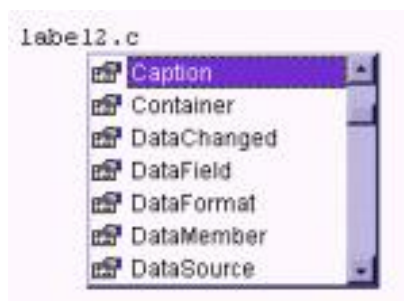 label2.c
Caption
Container
DataChanged
DataField
DataFormat
DataMember
DataSource